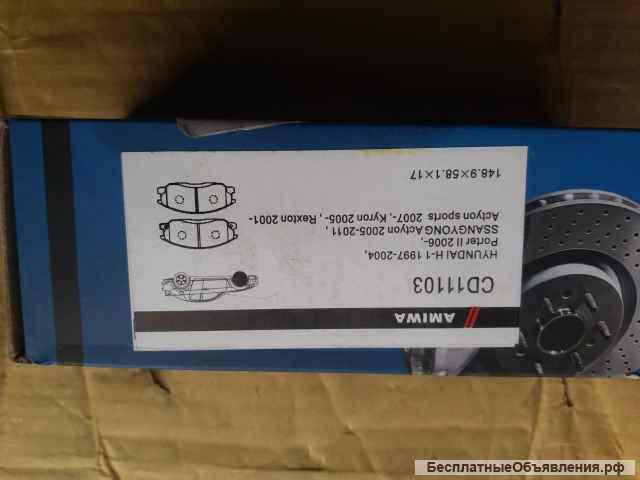 AMIWA
CD11103
HYUNDAI H-1 1997-2004,
Porter II 2006-,
SSANGYONG Actyon 2005-2011,
Actyon sports 2007-, Kyron 2005-, Rexton 2001-
148.9×58.1×17
БесплатныеОбъявления.рф